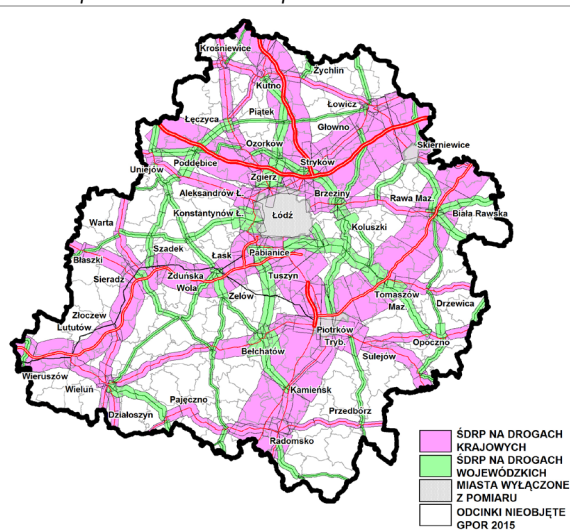 Krośniewice
Żychlin
Kutno
Łowicz
Piątek
Łęczyca
Głowno
Ozorków
Skierniewice
Stryków
Poddębice
Uniejów
Zgierz
Aleksandrów Ł.
Brzeziny
Rawa Maz.
Konstantynów Ł.
Łódź
Biała Rawska
Warta
Koluszki
Szadek
Łask
Pabianice
Błaszki
Sieradz
Zduńska
Wola
Tuszyn
Zelów
Tomaszów
Maz.
Drzewica
Złoczew
Lututów
Piotrków
Tryb.
Opoczno
Bełchatów
Sulejów
Wieruszów
Wieluń
Kamieńsk
Pajęczno
Działoszyn
Przedbórz
Radomsko
ŚDRP NA DROGACH
KRAJOWYCH
ŚDRP NA DROGACH
WOJEWÓDZKICH
MIASTA WYŁĄCZONE
Z POMIARU
ODCINKI NIEOBJĘTE
GPOR 2015